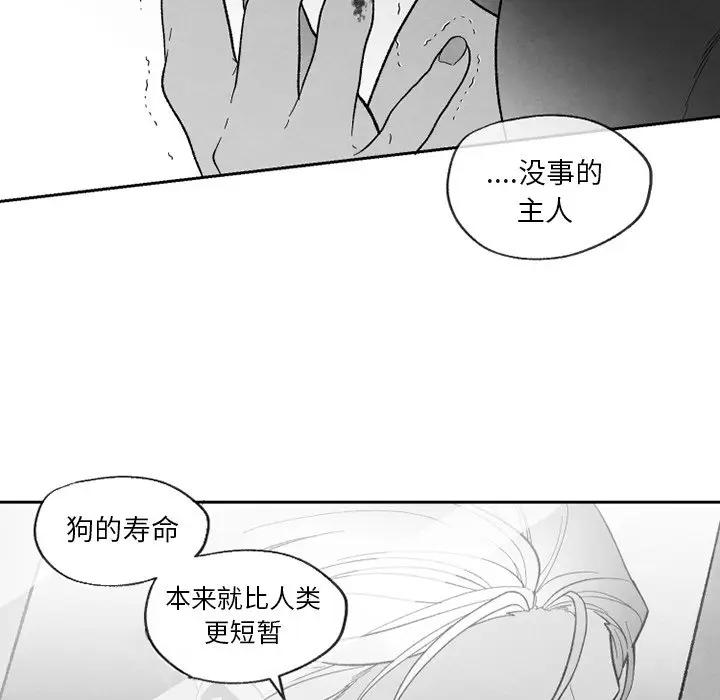 ....没事的
主人
狗的寿命
本来就比人类
更短暂